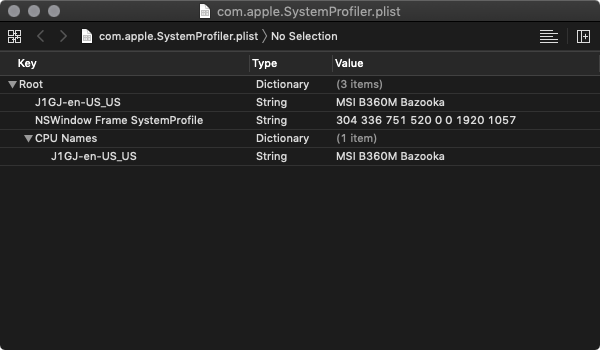 com.apple.SystemProfiler.plist
com.apple.SystemProfiler.plist No Selection
Key Type Value
Root Dictionary (3 items)
J1GJ-en-US_US String MSI B360M Bazooka
NSWindow Frame SystemProfile String 304 336 751 520 0 0 1920 1057
CPU Names Dictionary (1 item)
J1GJ-en-US_US String MSI B360M Bazooka